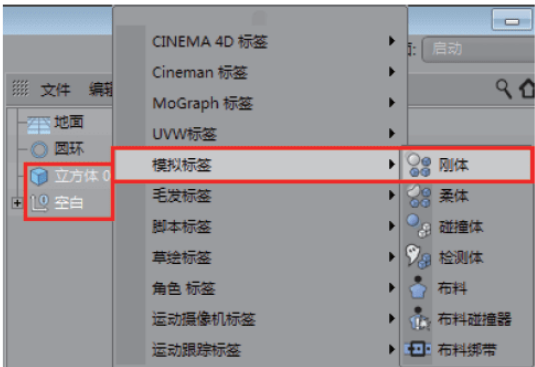 CINEMA 4D 标签
Cineman 标签
启动
文件 编辑
MoGraph 标签
地面
UVW标签
圆环
模拟标签
刚体
立方体 0
毛发标签
柔体
空白
脚本标签
碰撞体
草绘标签
检测体
角色 标签
布料
运动摄像机标签
布料碰撞器
运动跟踪标签
布料绑带